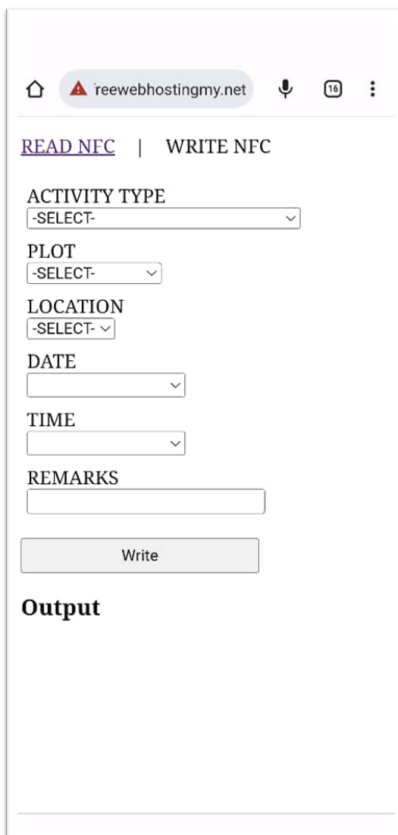 reewebhostingmy.net 16
READ NFC | WRITE NFC
ACTIVITY TYPE
-SELECT-
PLOT
-SELECT-
LOCATION
-SELECT-
DATE
TIME
REMARKS
Write
Output